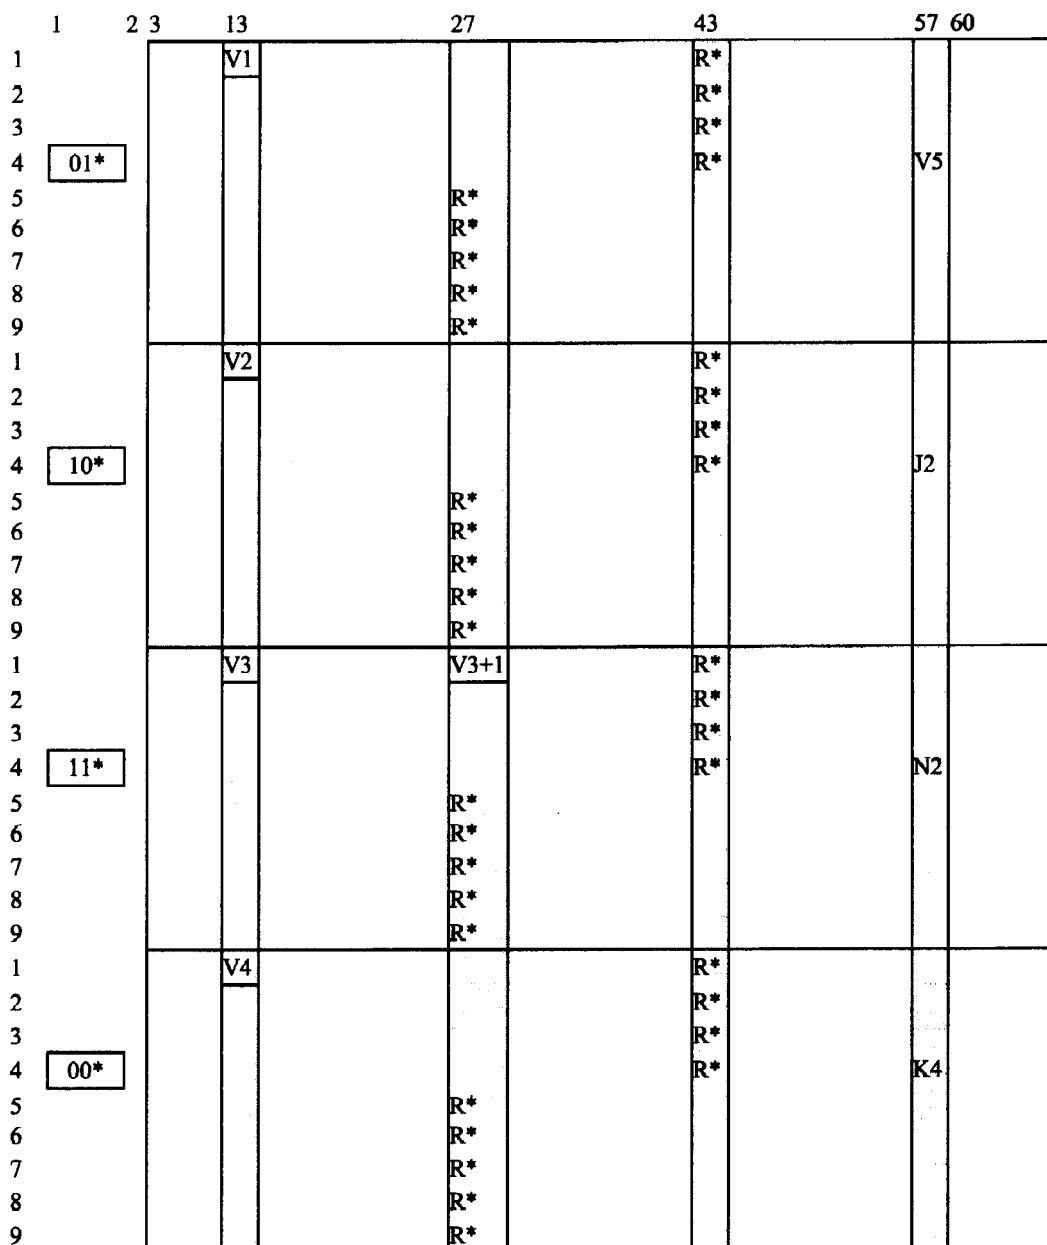 1 2 3 13 27 43 57 60
1 V1 R*
2 R*
3 R*
4 01* R* V5
5 R*
6 R*
7 R*
8 R*
9 R*
1 V2 R*
2 R*
3 R*
4 10* R* J2
5 R*
6 R*
7 R*
8 R*
9 R*
1 V3 V3+1 R*
2 R*
3 R*
4 11* R* N2
5 R*
6 R*
7 R*
8 R*
9 R*
1 V4 R*
2 R*
3 R*
4 00* R* K4
5 R*
6 R*
7 R*
8 R*
9 R*